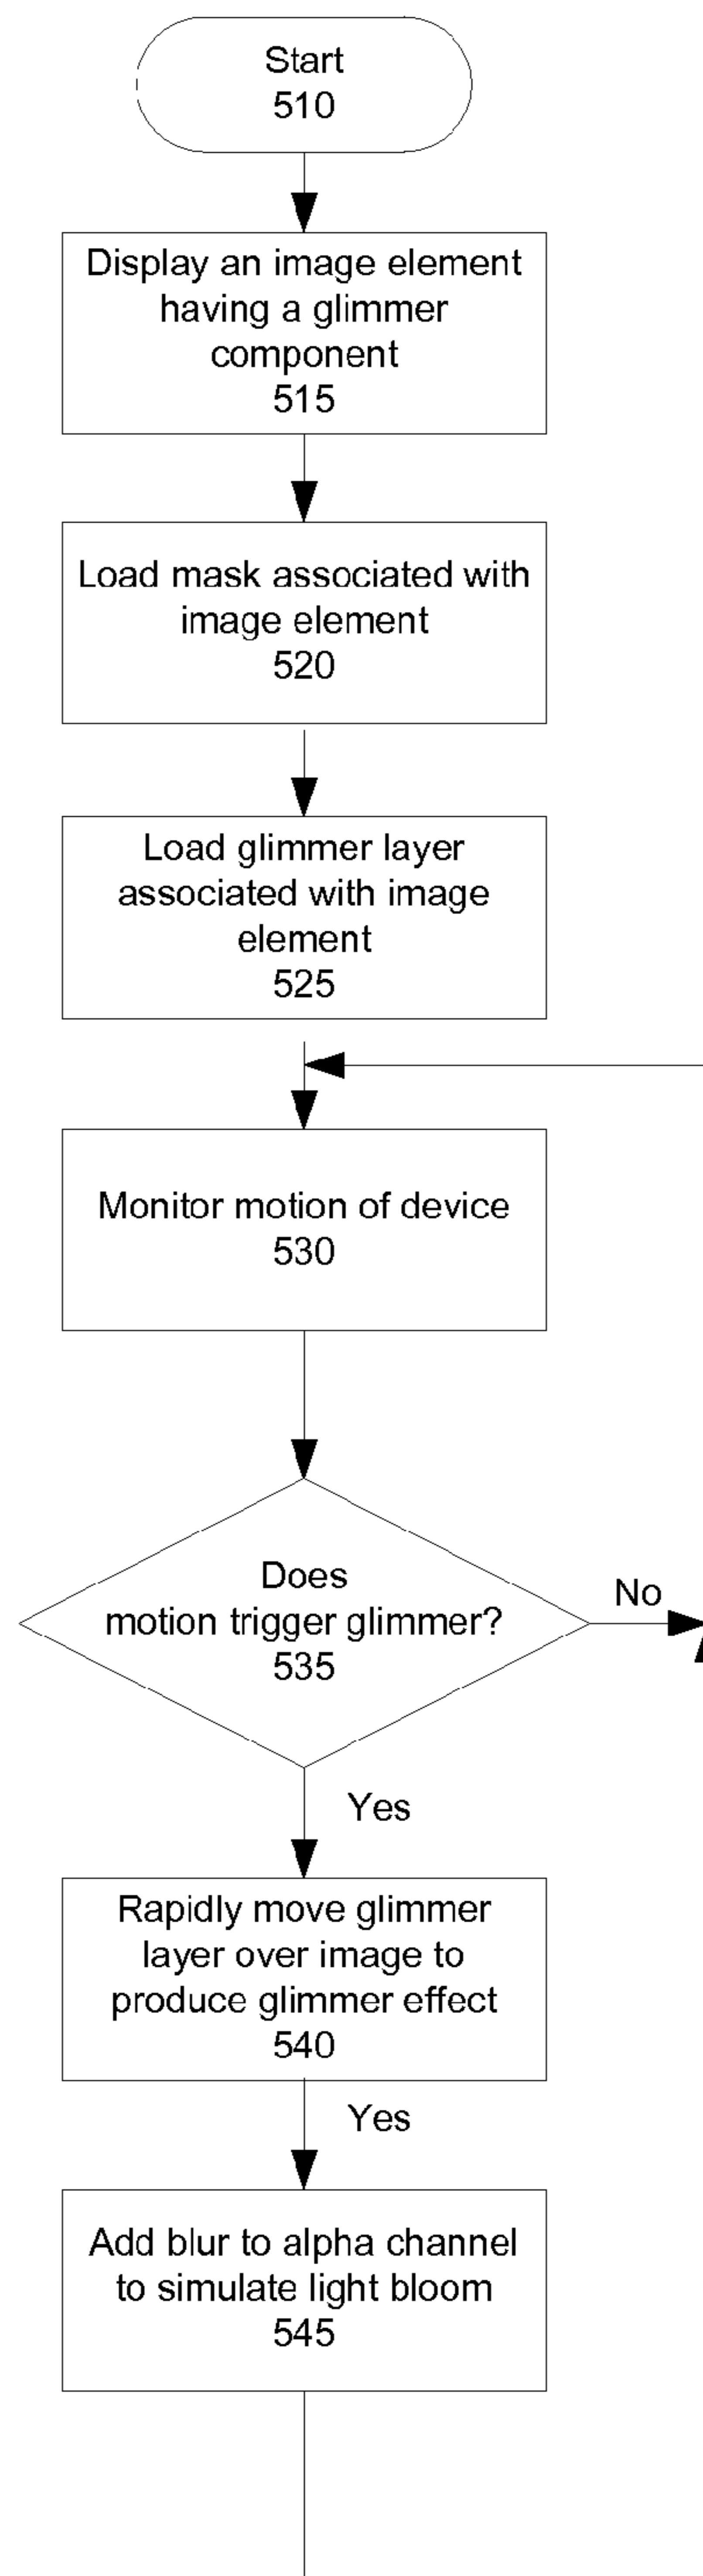 Start
510
Display an image element
having a glimmer
component
515
Load mask associated with
image element
520
Load glimmer layer
associated with image
element
525
Monitor motion of device
530
Does
motion trigger glimmer?
535
No
Yes
Rapidly move glimmer
layer over image to
produce glimmer effect
540
Yes
Add blur to alpha channel
to simulate light bloom
545